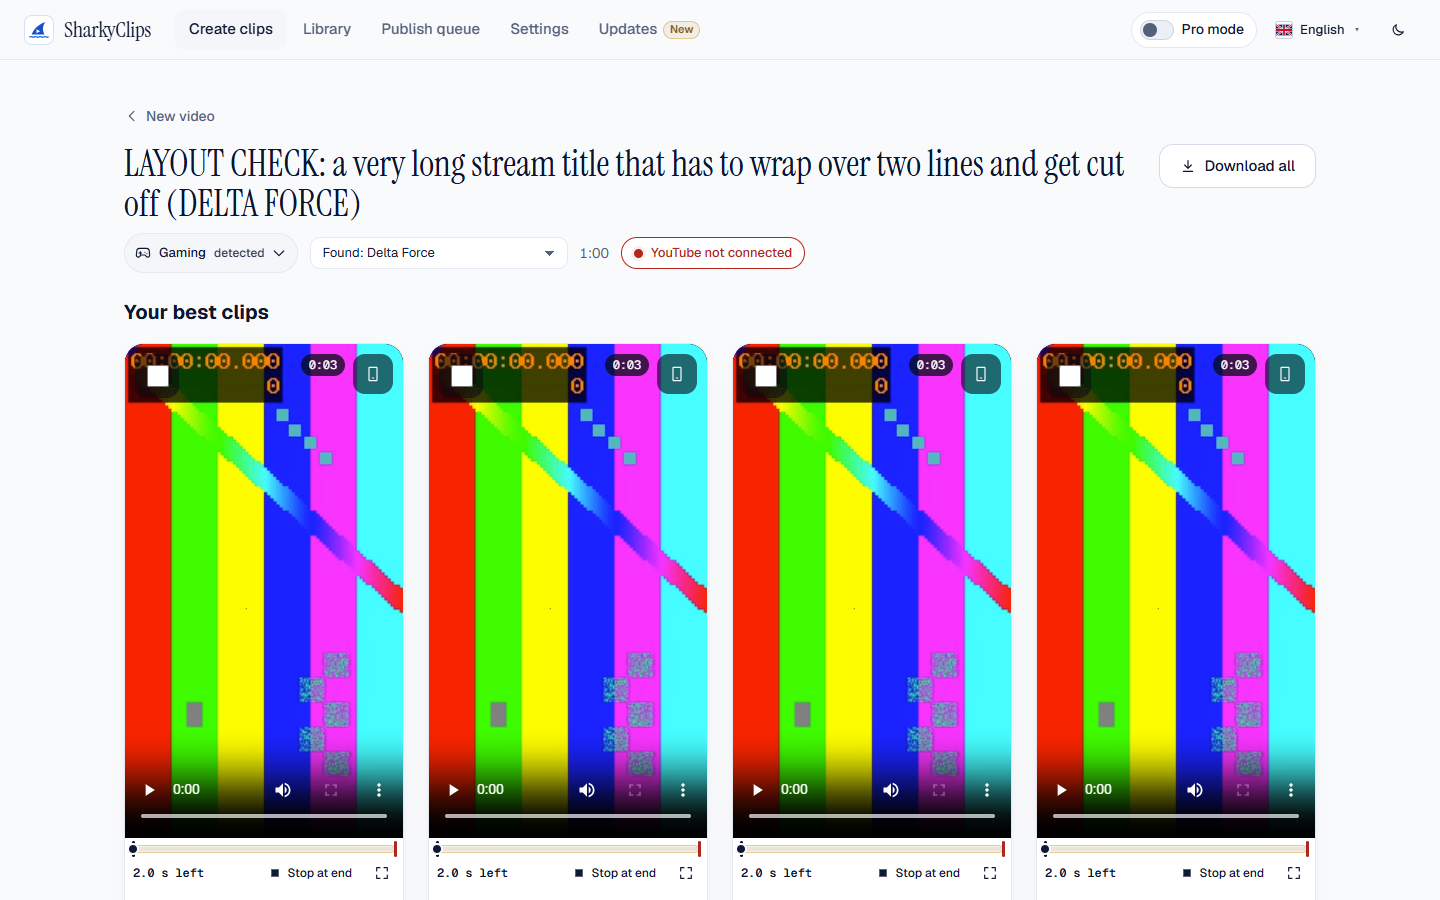 SharkyClips
Create clips
Library
Publish queue
Settings
Updates New
Pro mode
English
New video
LAYOUT CHECK: a very long stream title that has to wrap over two lines and get cut
off (DELTA FORCE)
Download all
Gaming detected
Found: Delta Force
1:00
YouTube not connected
Your best clips
00:00:00.000
0
0:03
0:00
2.0 s left
Stop at end
00:00:00.000
0
0:03
0:00
2.0 s left
Stop at end
00:00:00.000
0
0:03
0:00
2.0 s left
Stop at end
00:00:00.000
0
0:03
0:00
2.0 s left
Stop at end